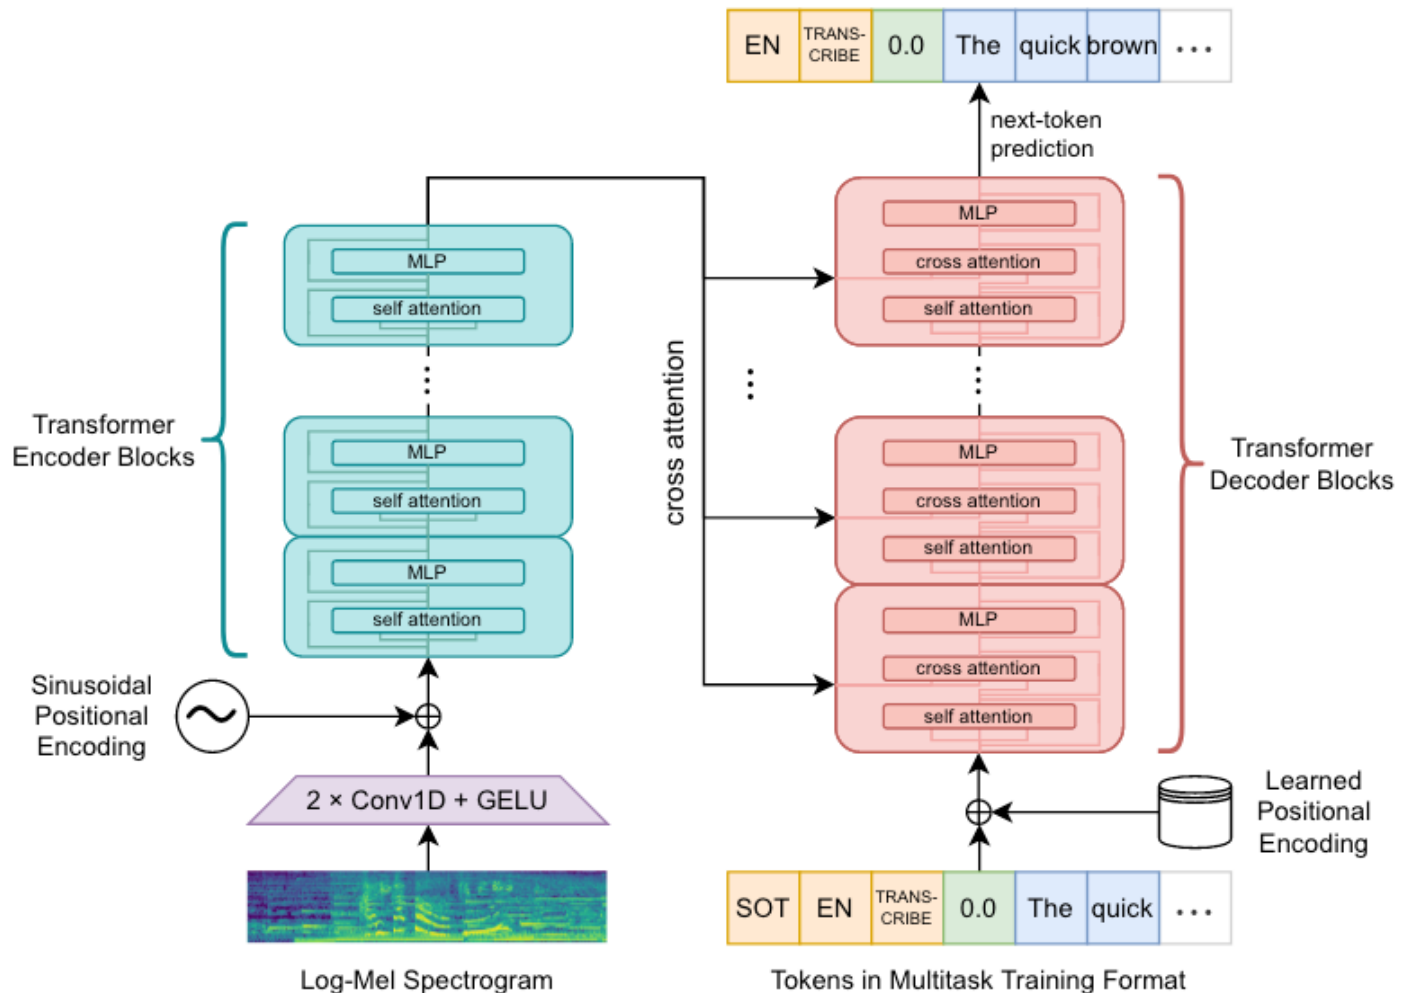 EN TRANS-CRIBE 0.0 The quick brown ...
next-token
prediction
MLP
cross attention
self attention
MLP
self attention
cross attention
Transformer
Encoder Blocks
MLP
self attention
MLP
self attention
MLP
cross attention
self attention
MLP
cross attention
self attention
Transformer
Decoder Blocks
Sinusoidal
Positional
Encoding
2 × Conv1D + GELU
Learned
Positional
Encoding
SOT EN TRANS-CRIBE 0.0 The quick ...
Log-Mel Spectrogram
Tokens in Multitask Training Format